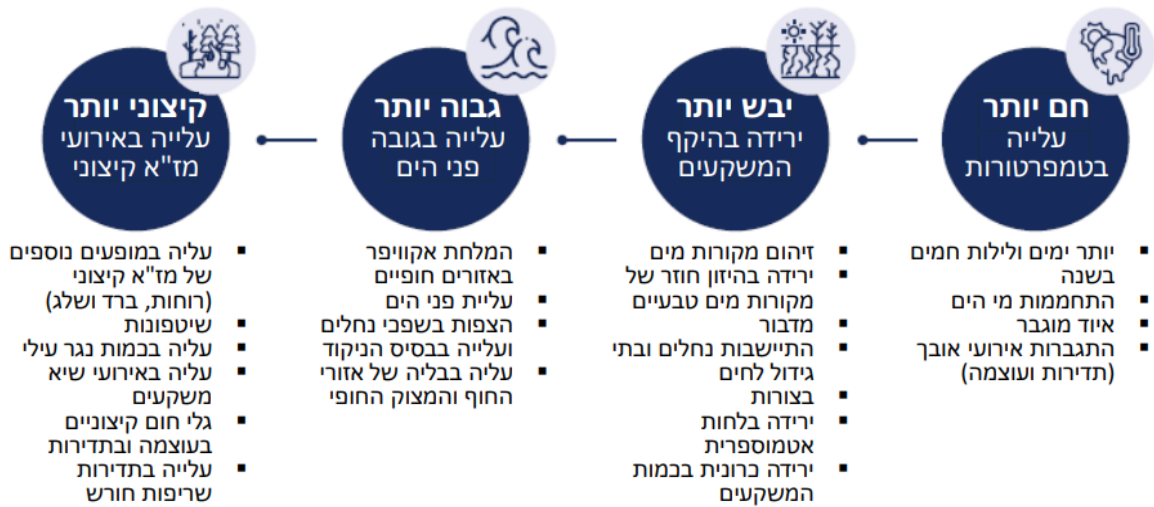 חם יותר
עלייה
בטמפרטורות
▪ יותר ימים ולילות חמים
בשנה
▪ התחממות מי הים
▪ איוד מוגבר
▪ התגברות אירועי אובך
(תדירות ועוצמה)
יבש יותר
ירידה בהיקף
המשקעים
▪ זיהום מקורות מים
▪ ירידה בהיזון חוזר של
מקורות מים טבעיים
▪ מדבור
▪ התיישבות נחלים ובתי
גידול לחים
▪ בצורות
▪ ירידה בלחות
אטמוספרית
▪ ירידה כרונית בכמות
המשקעים
גבוה יותר
עלייה בגובה
פני הים
▪ המלחת אקוויפר
באזורים חופיים
▪ עליית פני הים
▪ הצפות בשפכי נחלים
ועלייה בבסיס הניקוד
▪ עליה בבליה של אזורי
החוף והמצוק החופי
קיצוני יותר
עלייה באירועי
מז"א קיצוני
▪ עליה במופעים נוספים
של מז"א קיצוני
(רוחות, ברד ושלג)
▪ שיטפונות
▪ עליה בכמות נגר עילי
▪ עליה באירועי שיא
משקעים
▪ גלי חום קיצוניים
בעוצמה ובתדירות
▪ עלייה בתדירות
שריפות חורש